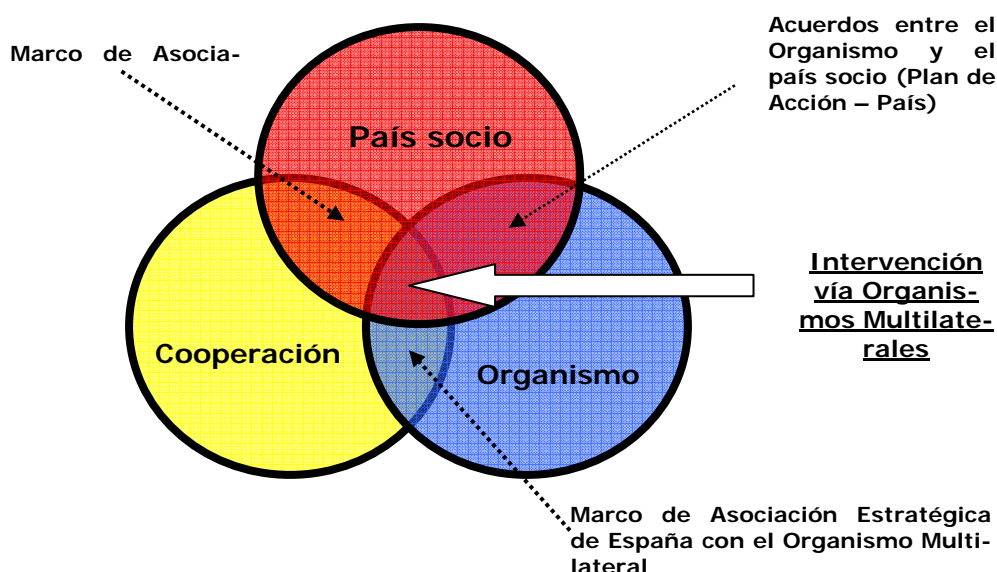 Marco de Asocia-
Acuerdos entre el
Organismo y el
país socio (Plan de
Acción – País)
País socio
Intervención
vía Organis-
mos Multilate-
rales
Cooperación
Organismo
Marco de Asociación Estratégica
de España con el Organismo Multi-
lateral